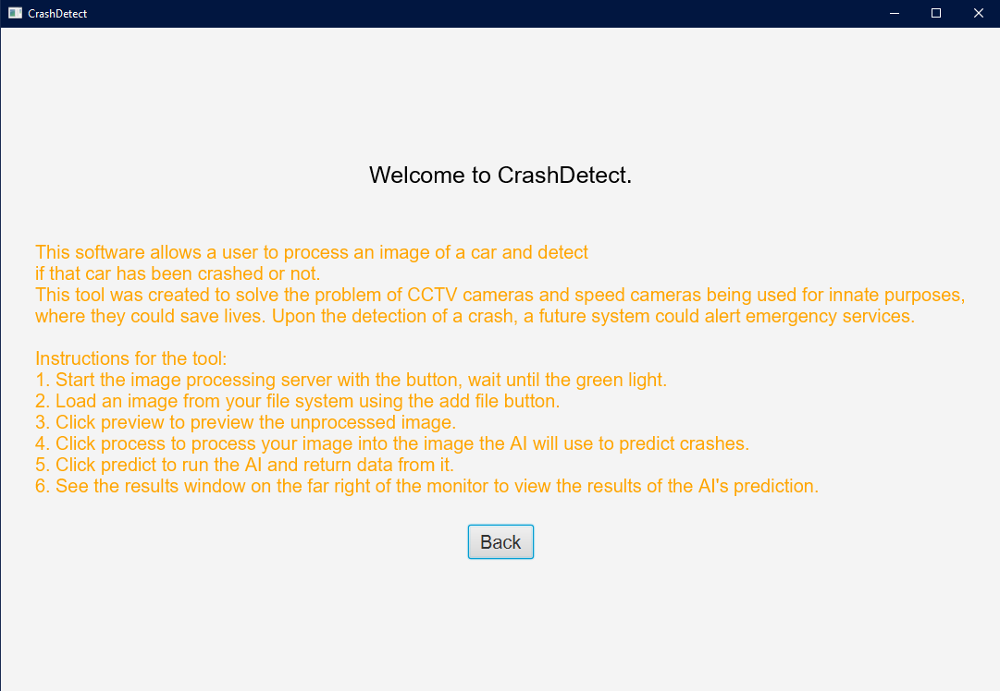 CrashDetect
Welcome to CrashDetect.
This software allows a user to process an image of a car and detect
if that car has been crashed or not.
This tool was created to solve the problem of CCTV cameras and speed cameras being used for innate purposes,
where they could save lives. Upon the detection of a crash, a future system could alert emergency services.
Instructions for the tool:
1. Start the image processing server with the button, wait until the green light.
2. Load an image from your file system using the add file button.
3. Click preview to preview the unprocessed image.
4. Click process to process your image into the image the AI will use to predict crashes.
5. Click predict to run the AI and return data from it.
6. See the results window on the far right of the monitor to view the results of the AI's prediction.
Back